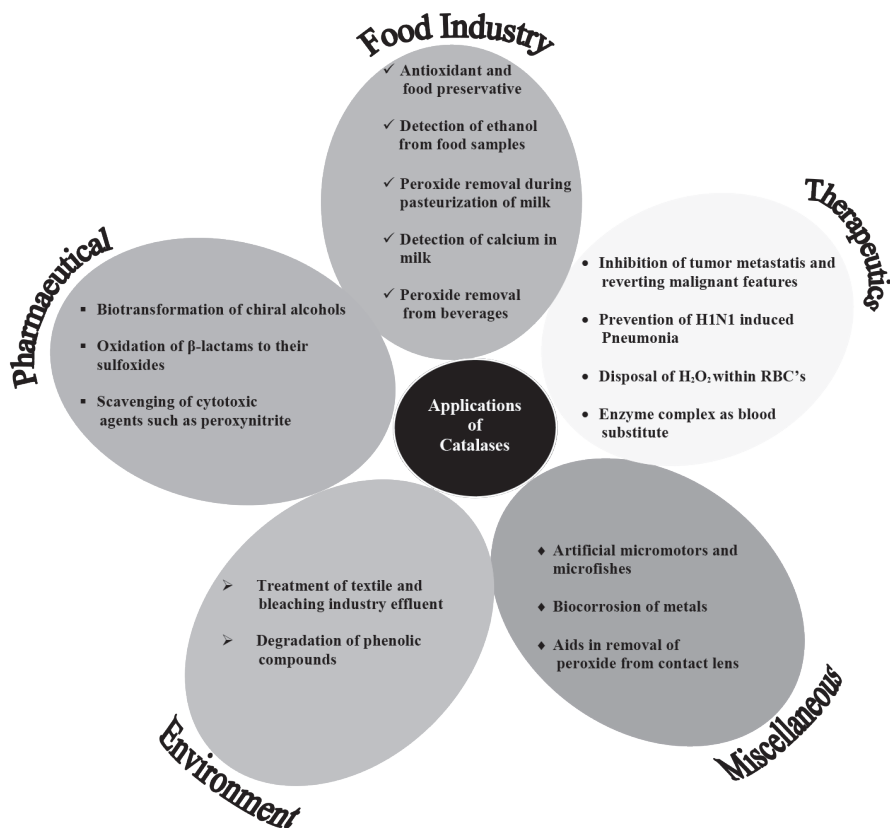 Food Industry
✓ Antioxidant and
food preservative
✓ Detection of ethanol
from food samples
✓ Peroxide removal during
pasteurization of milk
✓ Detection of calcium in
milk
✓ Peroxide removal
from beverages
Therapeutics
• Inhibition of tumor metastatis and
reverting malignant features
• Prevention of H1N1 induced
Pneumonia
• Disposal of H₂O₂ within RBC's
• Enzyme complex as blood
substitute
Pharmaeutical
▪ Biotransformation of chiral alcohols
▪ Oxidation of β-lactams to their
sulfoxides
▪ Scavenging of cytotoxic
agents such as peroxynitrite
Applications
of
Catalases
➢ Treatment of textile and
bleaching industry effluent
➢ Degradation of phenolic
compounds
Environment
♦ Artificial micromotors and
microfishes
♦ Biocorrosion of metals
♦ Aids in removal of
peroxide from contact lens
Miscellaneous